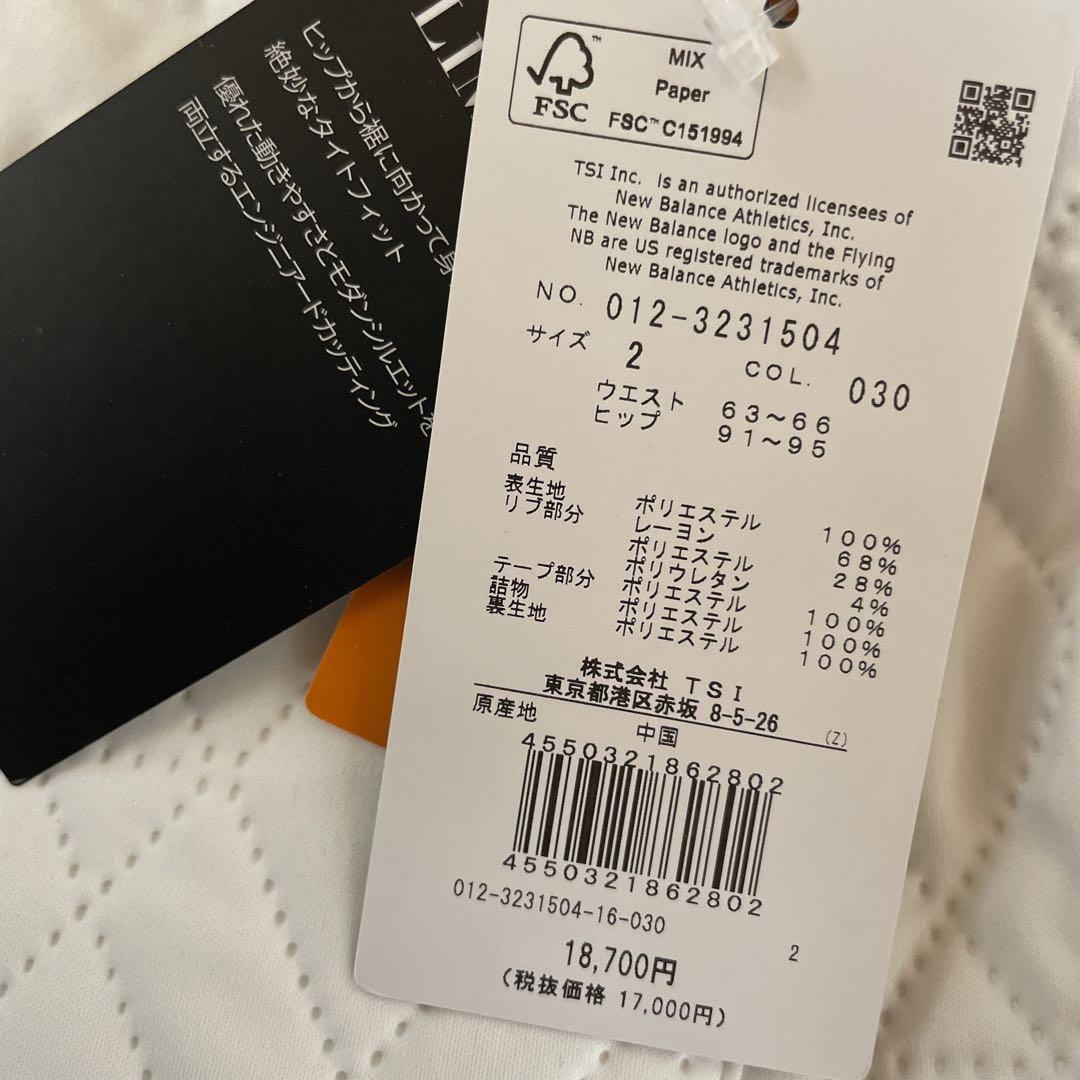 LIM
ヒップから裾に向かって身
絶妙なタイトフィット
優れた動きやすさとモダンシルエットを
両立するエンジニアードカッティング
FSC™
MIX
Paper
FSC™ C151994
TSI Inc. is an authorized licensees of
New Balance Athletics, Inc.
The New Balance logo and the Flying
NB are US registered trademarks of
New Balance Athletics, Inc.
NO. 012-3231504
サイズ 2 COL. 030
ウエスト 63~66
ヒップ 91~95
品質
表生地 ポリエステル 100%
リブ部分 レーヨン 68%
ポリエステル 28%
ポリウレタン 4%
テープ部分 ポリエステル 100%
詰物 ポリエステル 100%
裏生地 ポリエステル 100%
株式会社 TSI
東京都港区赤坂 8-5-26 (Z)
原産地 中国
4550321862802
4550321862802
012-3231504-16-030
2
18,700円
(税抜価格 17,000円)